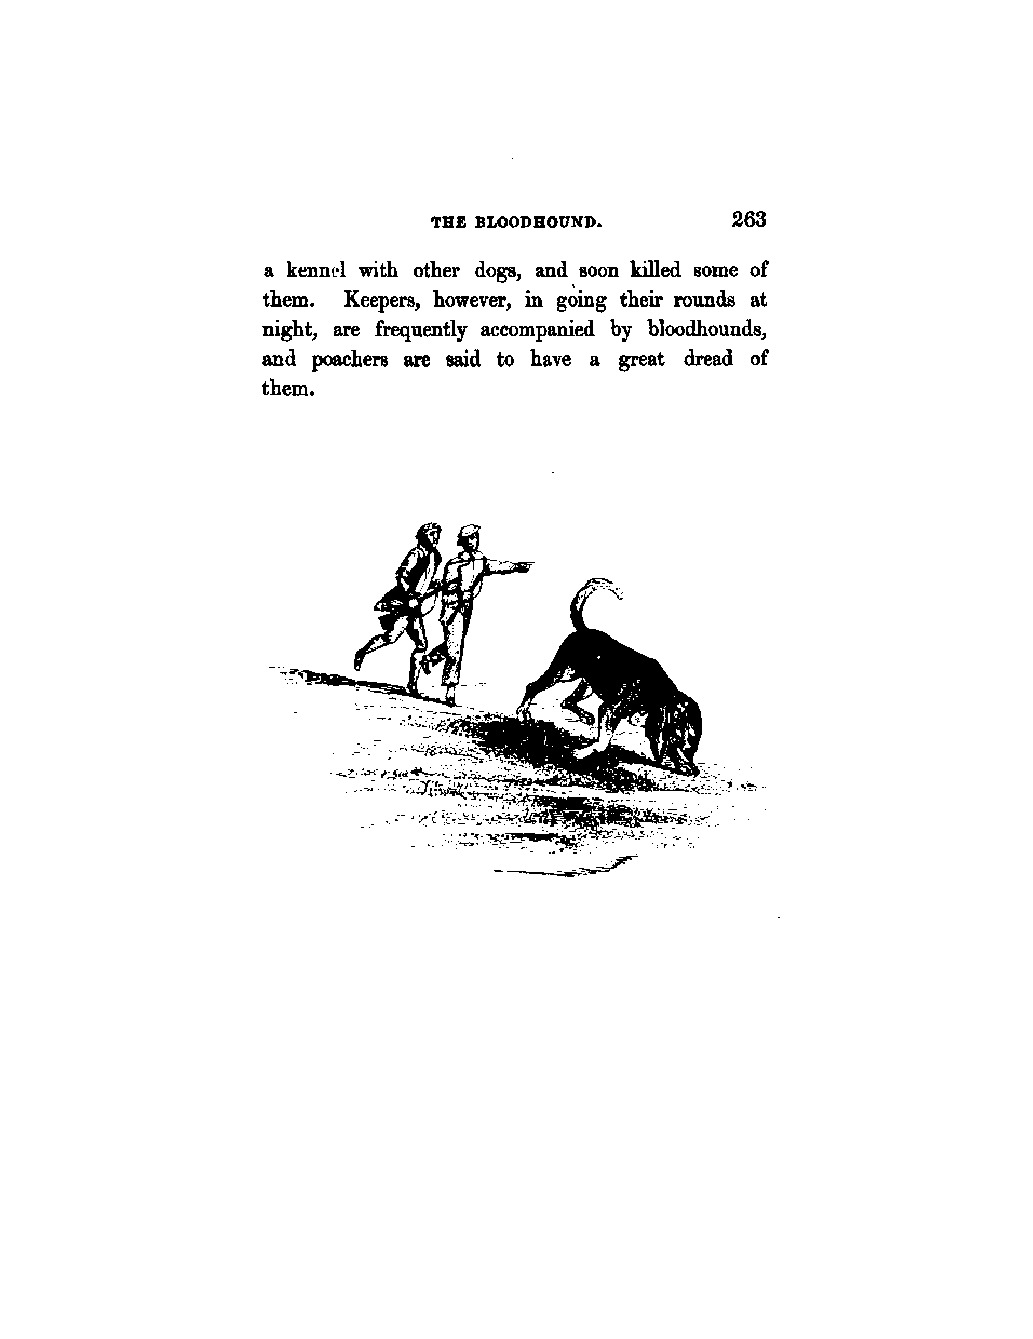 THE BLOODHOUND. 263
a kennel with other dogs, and soon killed some of
them. Keepers, however, in going their rounds at
night, are frequently accompanied by bloodhounds,
and poachers are said to have a great dread of
them.